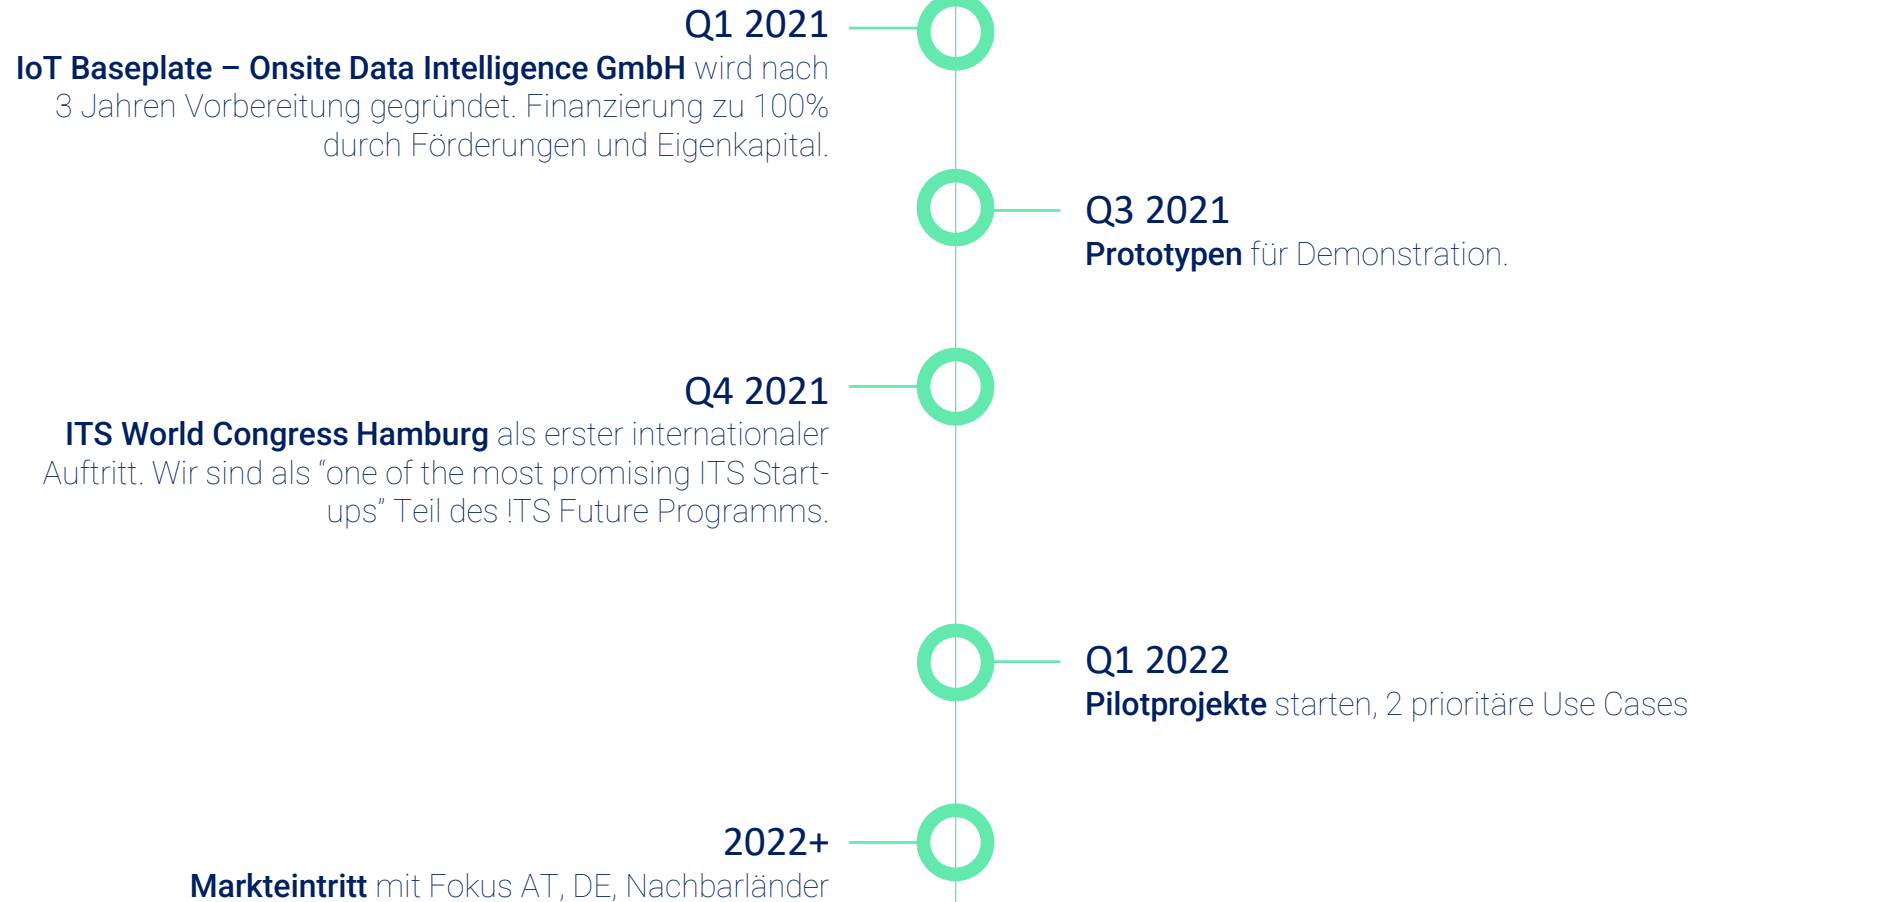 Q1 2021
IoT Baseplate – Onsite Data Intelligence GmbH wird nach
3 Jahren Vorbereitung gegründet. Finanzierung zu 100%
durch Förderungen und Eigenkapital.
Q3 2021
Prototypen für Demonstration.
Q4 2021
ITS World Congress Hamburg als erster internationaler
Auftritt. Wir sind als “one of the most promising ITS Start-
ups” Teil des !TS Future Programms.
Q1 2022
Pilotprojekte starten, 2 prioritäre Use Cases
2022+
Markteintritt mit Fokus AT, DE, Nachbarländer